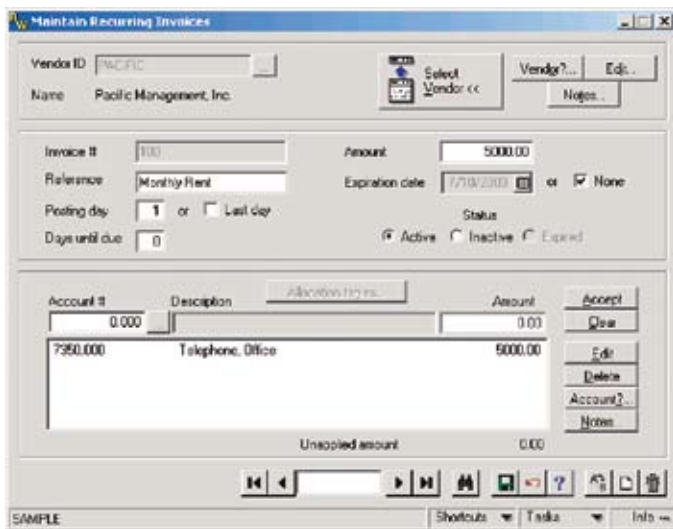 Maintain Recurring Invoices
Vendor ID PACIFIC ...
Select Vendor <<
Vendor?... Edit...
Name Pacific Management, Inc.
Notes...
Invoice # 100 Amount 5000.00
Reference Monthly Rent Expiration date 7/10/2003 or None
Posting day 1 or Last day Status
Days until due 0 Active Inactive Expired
Account # Description Amount Accept
0.000 0.00 Clear
7350.000 Telephone, Office 5000.00 Edit
Delete
Account?...
Notes
Unapplied amount 0.00
SAMPLE Shortcuts Tasks Info